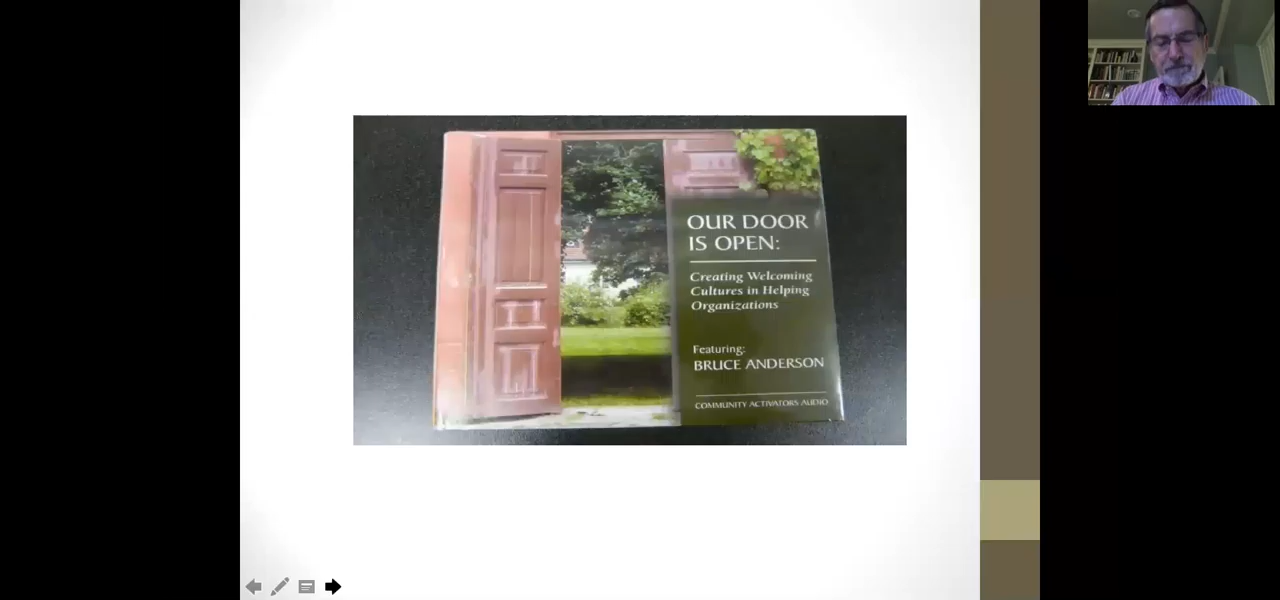 OUR DOOR
IS OPEN:
Creating Welcoming
Cultures in Helping
Organizations
Featuring:
BRUCE ANDERSON
COMMUNITY ACTIVATORS AUDIO